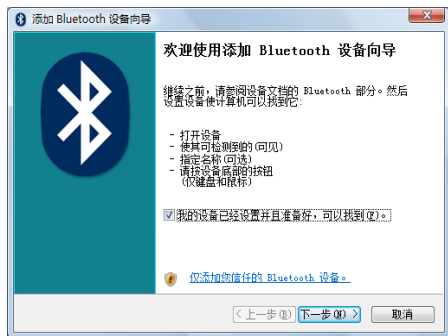 添加 Bluetooth 设备向导
欢迎使用添加 Bluetooth 设备向导
继续之前，请参阅设备文档的 Bluetooth 部分。然后
设置设备使计算机可以找到它:
- 打开设备
- 使其可检测到的(可见)
- 指定名称(可选)
- 请按设备底部的按钮
(仅键盘和鼠标)
我的设备已经设置并且准备好，可以找到(F)。
仅添加您信任的 Bluetooth 设备。
< 上一步(B) 下一步(N) > 取消